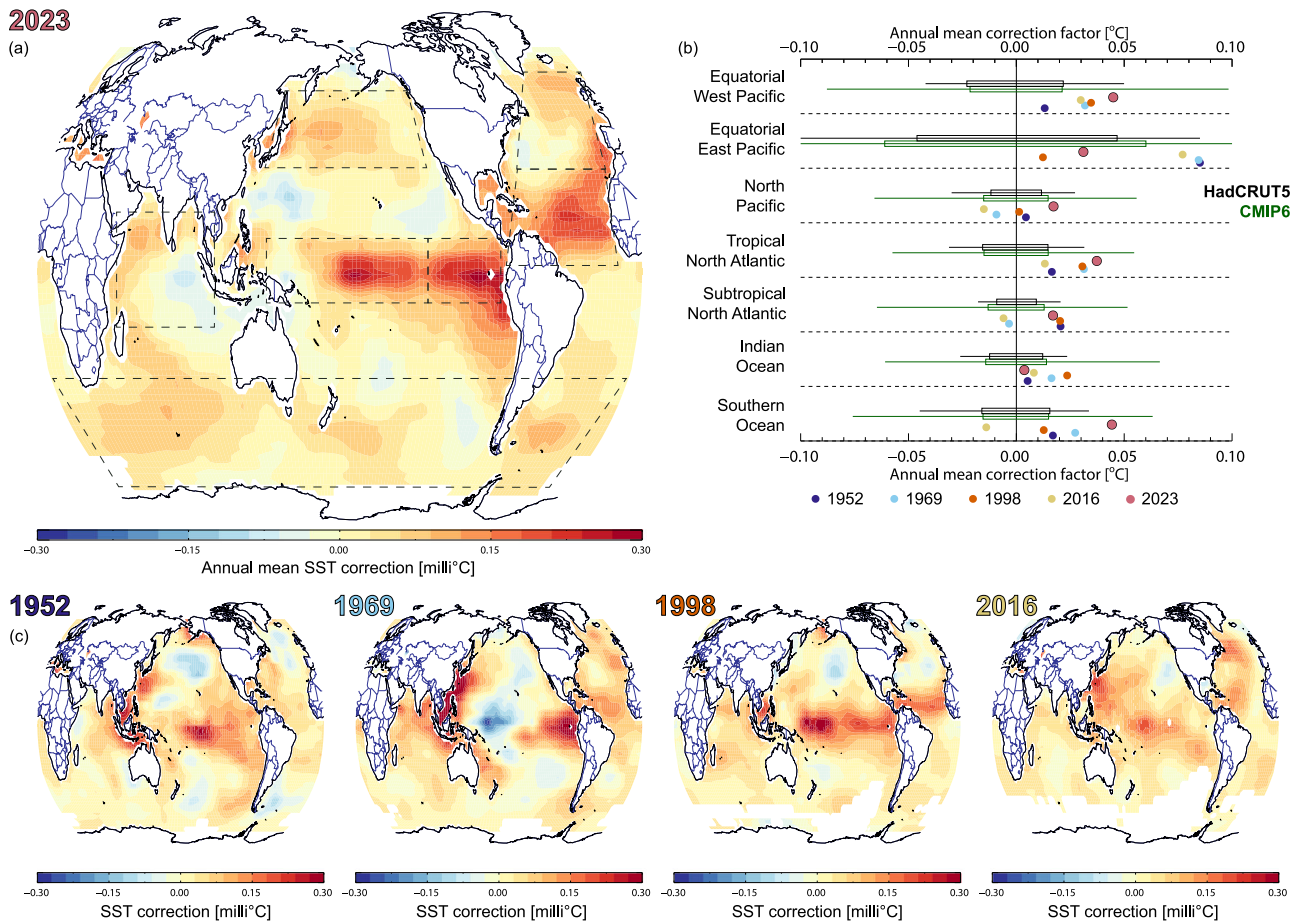 2023
(a)
−0.30 −0.15 0.00 0.15 0.30
Annual mean SST correction [milli°C]
(b)
Annual mean correction factor [°C]
−0.10 −0.05 0.00 0.05 0.10
Equatorial
West Pacific
Equatorial
East Pacific
North
Pacific
Tropical
North Atlantic
Subtropical
North Atlantic
Indian
Ocean
Southern
Ocean
HadCRUT5
CMIP6
−0.10 −0.05 0.00 0.05 0.10
Annual mean correction factor [°C]
1952 1969 1998 2016 2023
1952 1969 1998 2016
(c)
−0.30 −0.15 0.00 0.15 0.30 −0.30 −0.15 0.00 0.15 0.30 −0.30 −0.15 0.00 0.15 0.30 −0.30 −0.15 0.00 0.15 0.30
SST correction [milli°C] SST correction [milli°C] SST correction [milli°C] SST correction [milli°C]